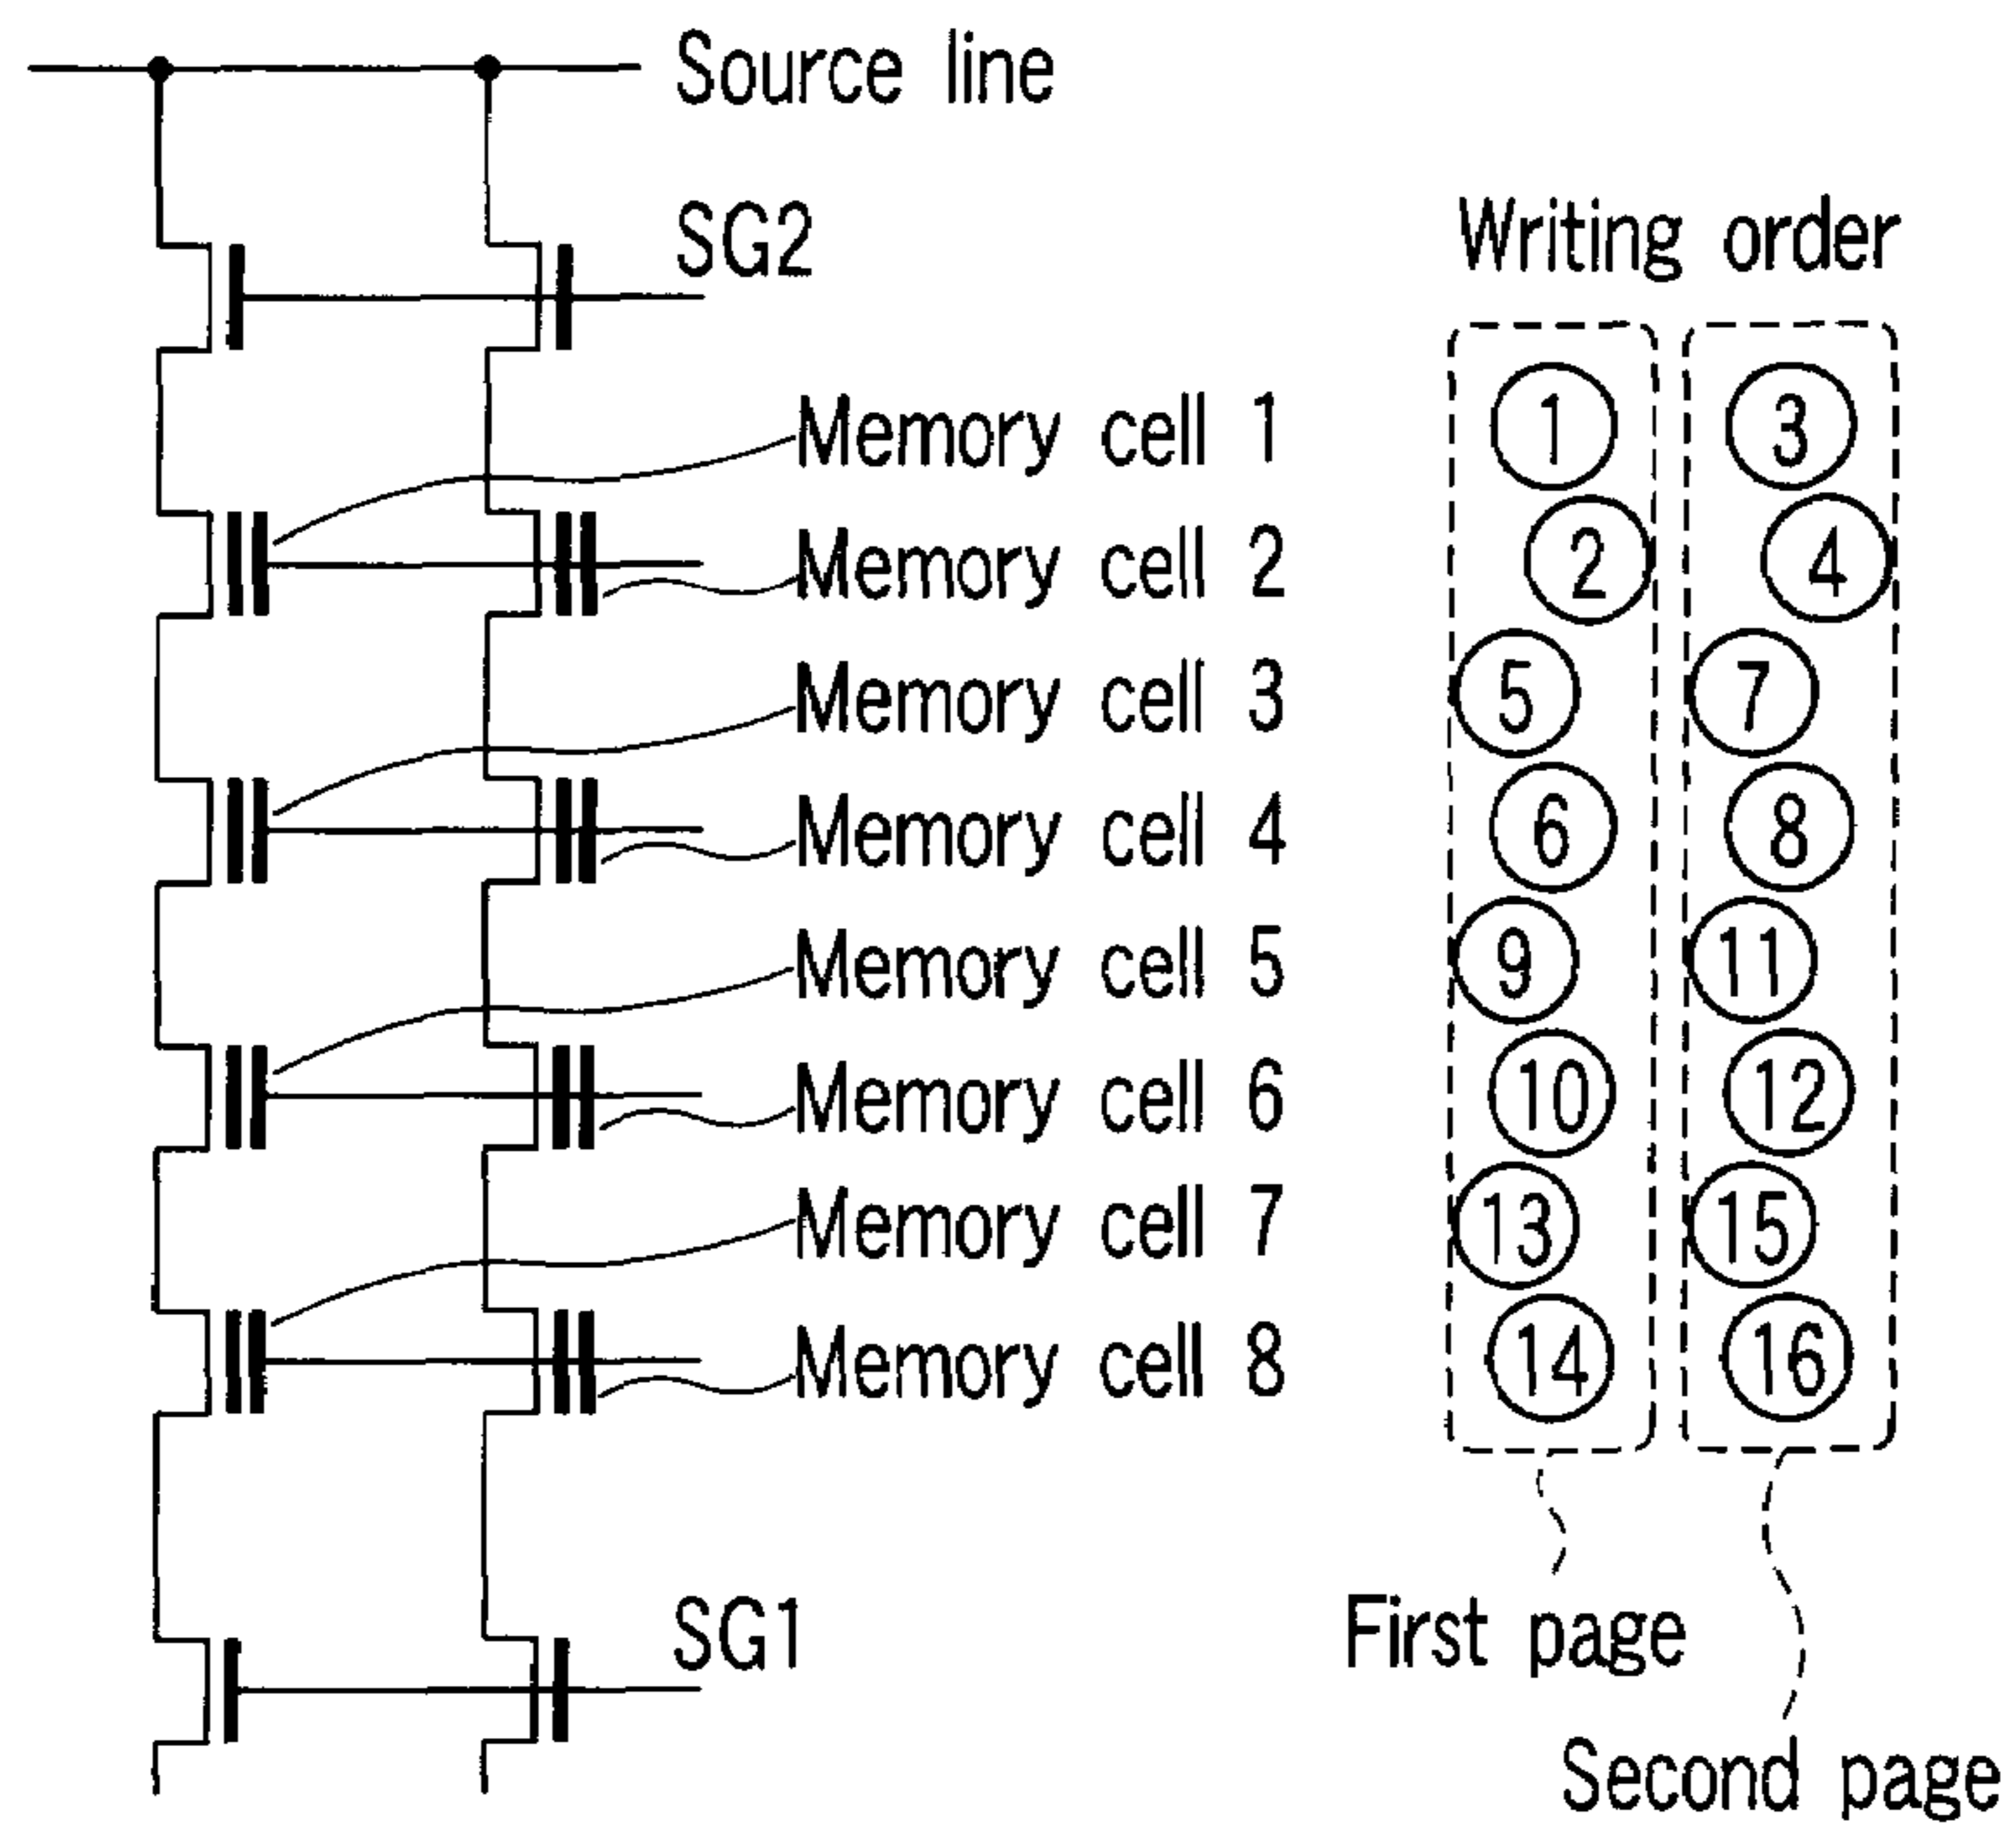 Source line
SG2
Writing order
Memory cell 1 ① ③
Memory cell 2 ② ④
Memory cell 3 ⑤ ⑦
Memory cell 4 ⑥ ⑧
Memory cell 5 ⑨ ⑪
Memory cell 6 ⑩ ⑫
Memory cell 7 ⑬ ⑮
Memory cell 8 ⑭ ⑯
SG1
First page
Second page